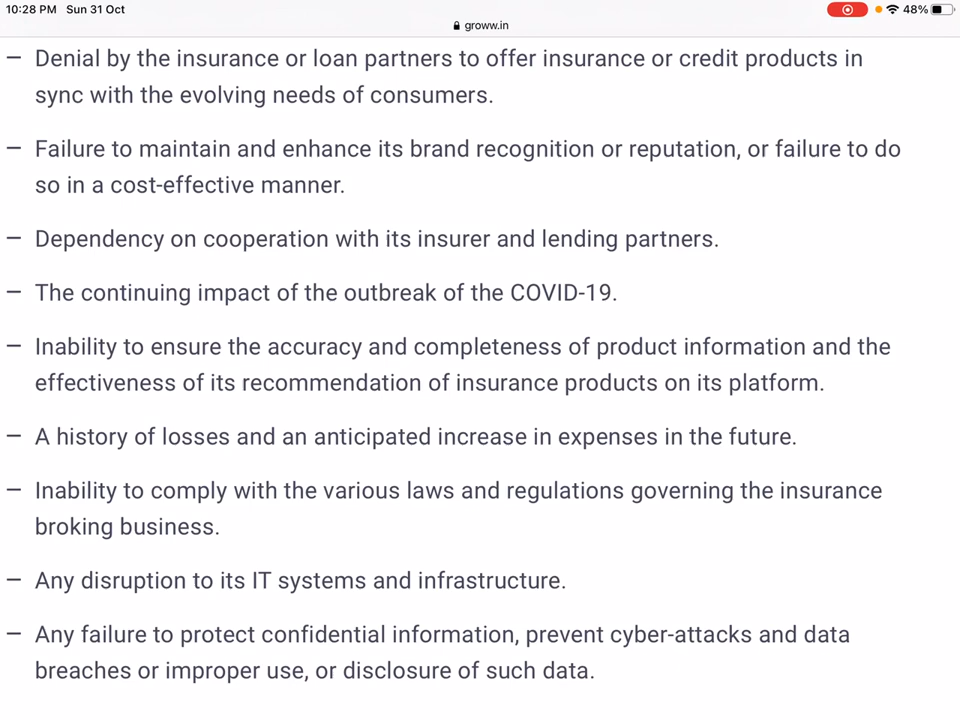 10:28 PM Sun 31 Oct
48%
groww.in
— Denial by the insurance or loan partners to offer insurance or credit products in
sync with the evolving needs of consumers.
— Failure to maintain and enhance its brand recognition or reputation, or failure to do
so in a cost-effective manner.
— Dependency on cooperation with its insurer and lending partners.
— The continuing impact of the outbreak of the COVID-19.
— Inability to ensure the accuracy and completeness of product information and the
effectiveness of its recommendation of insurance products on its platform.
— A history of losses and an anticipated increase in expenses in the future.
— Inability to comply with the various laws and regulations governing the insurance
broking business.
— Any disruption to its IT systems and infrastructure.
— Any failure to protect confidential information, prevent cyber-attacks and data
breaches or improper use, or disclosure of such data.